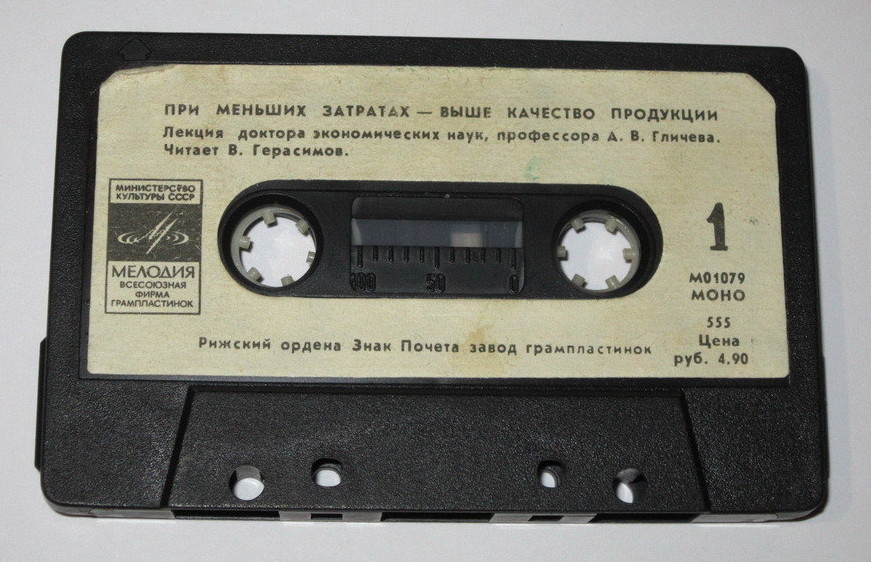 ПРИ МЕНЬШИХ ЗАТРАТАХ — ВЫШЕ КАЧЕСТВО ПРОДУКЦИИ
Лекция доктора экономических наук, профессора А. В. Гличева.
Читает В. Герасимов.
МИНИСТЕРСТВО
КУЛЬТУРЫ СССР
МЕЛОДИЯ
ВСЕСОЮЗНАЯ
ФИРМА
ГРАМПЛАСТИНОК
100 50 0
1
М01079
МОНО
555
Цена
руб. 4.90
Рижский ордена Знак Почета завод грампластинок